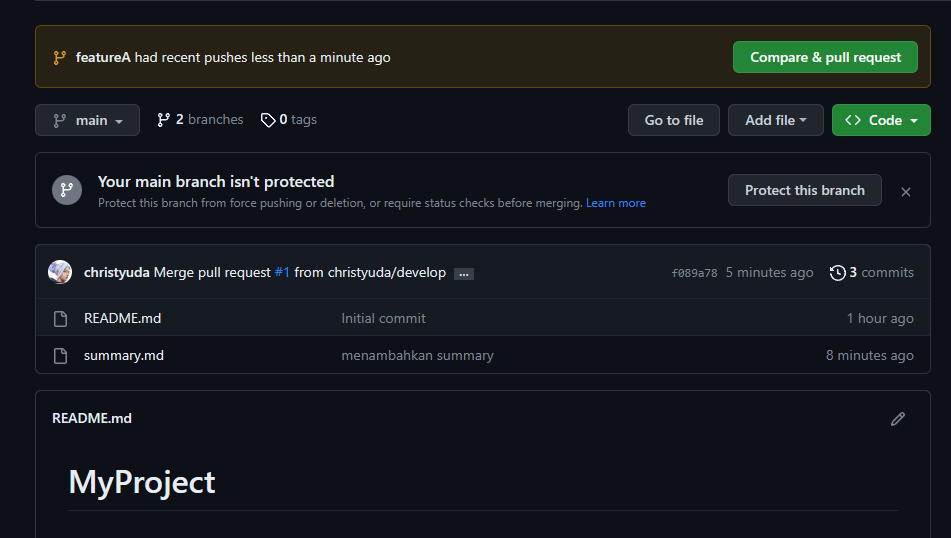 featureA had recent pushes less than a minute ago
Compare & pull request
main
2 branches
0 tags
Go to file
Add file
Code
Your main branch isn't protected
Protect this branch from force pushing or deletion, or require status checks before merging. Learn more
Protect this branch
christyuda Merge pull request #1 from christyuda/develop ...
f089a78 5 minutes ago
3 commits
README.md Initial commit 1 hour ago
summary.md menambahkan summary 8 minutes ago
README.md
MyProject